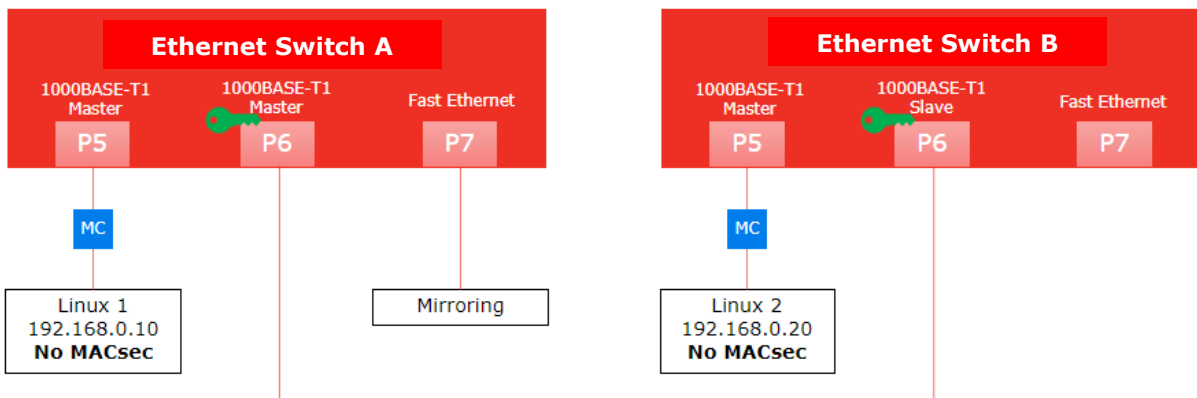 Ethernet Switch A
1000BASE-T1
Master
1000BASE-T1
Master
Fast Ethernet
P5
P6
P7
MC
Linux 1
192.168.0.10
No MACsec
Mirroring
Ethernet Switch B
1000BASE-T1
Master
1000BASE-T1
Slave
Fast Ethernet
P5
P6
P7
MC
Linux 2
192.168.0.20
No MACsec